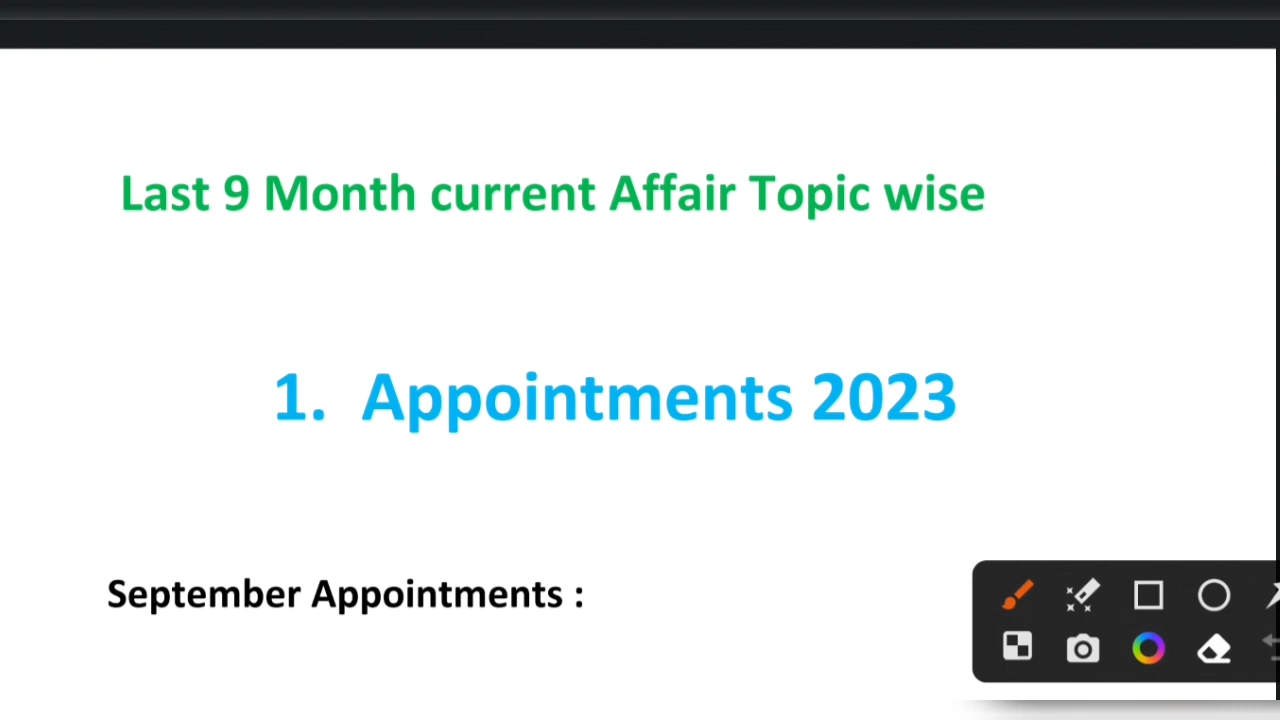 Last 9 Month current Affair Topic wise
1. Appointments 2023
September Appointments :